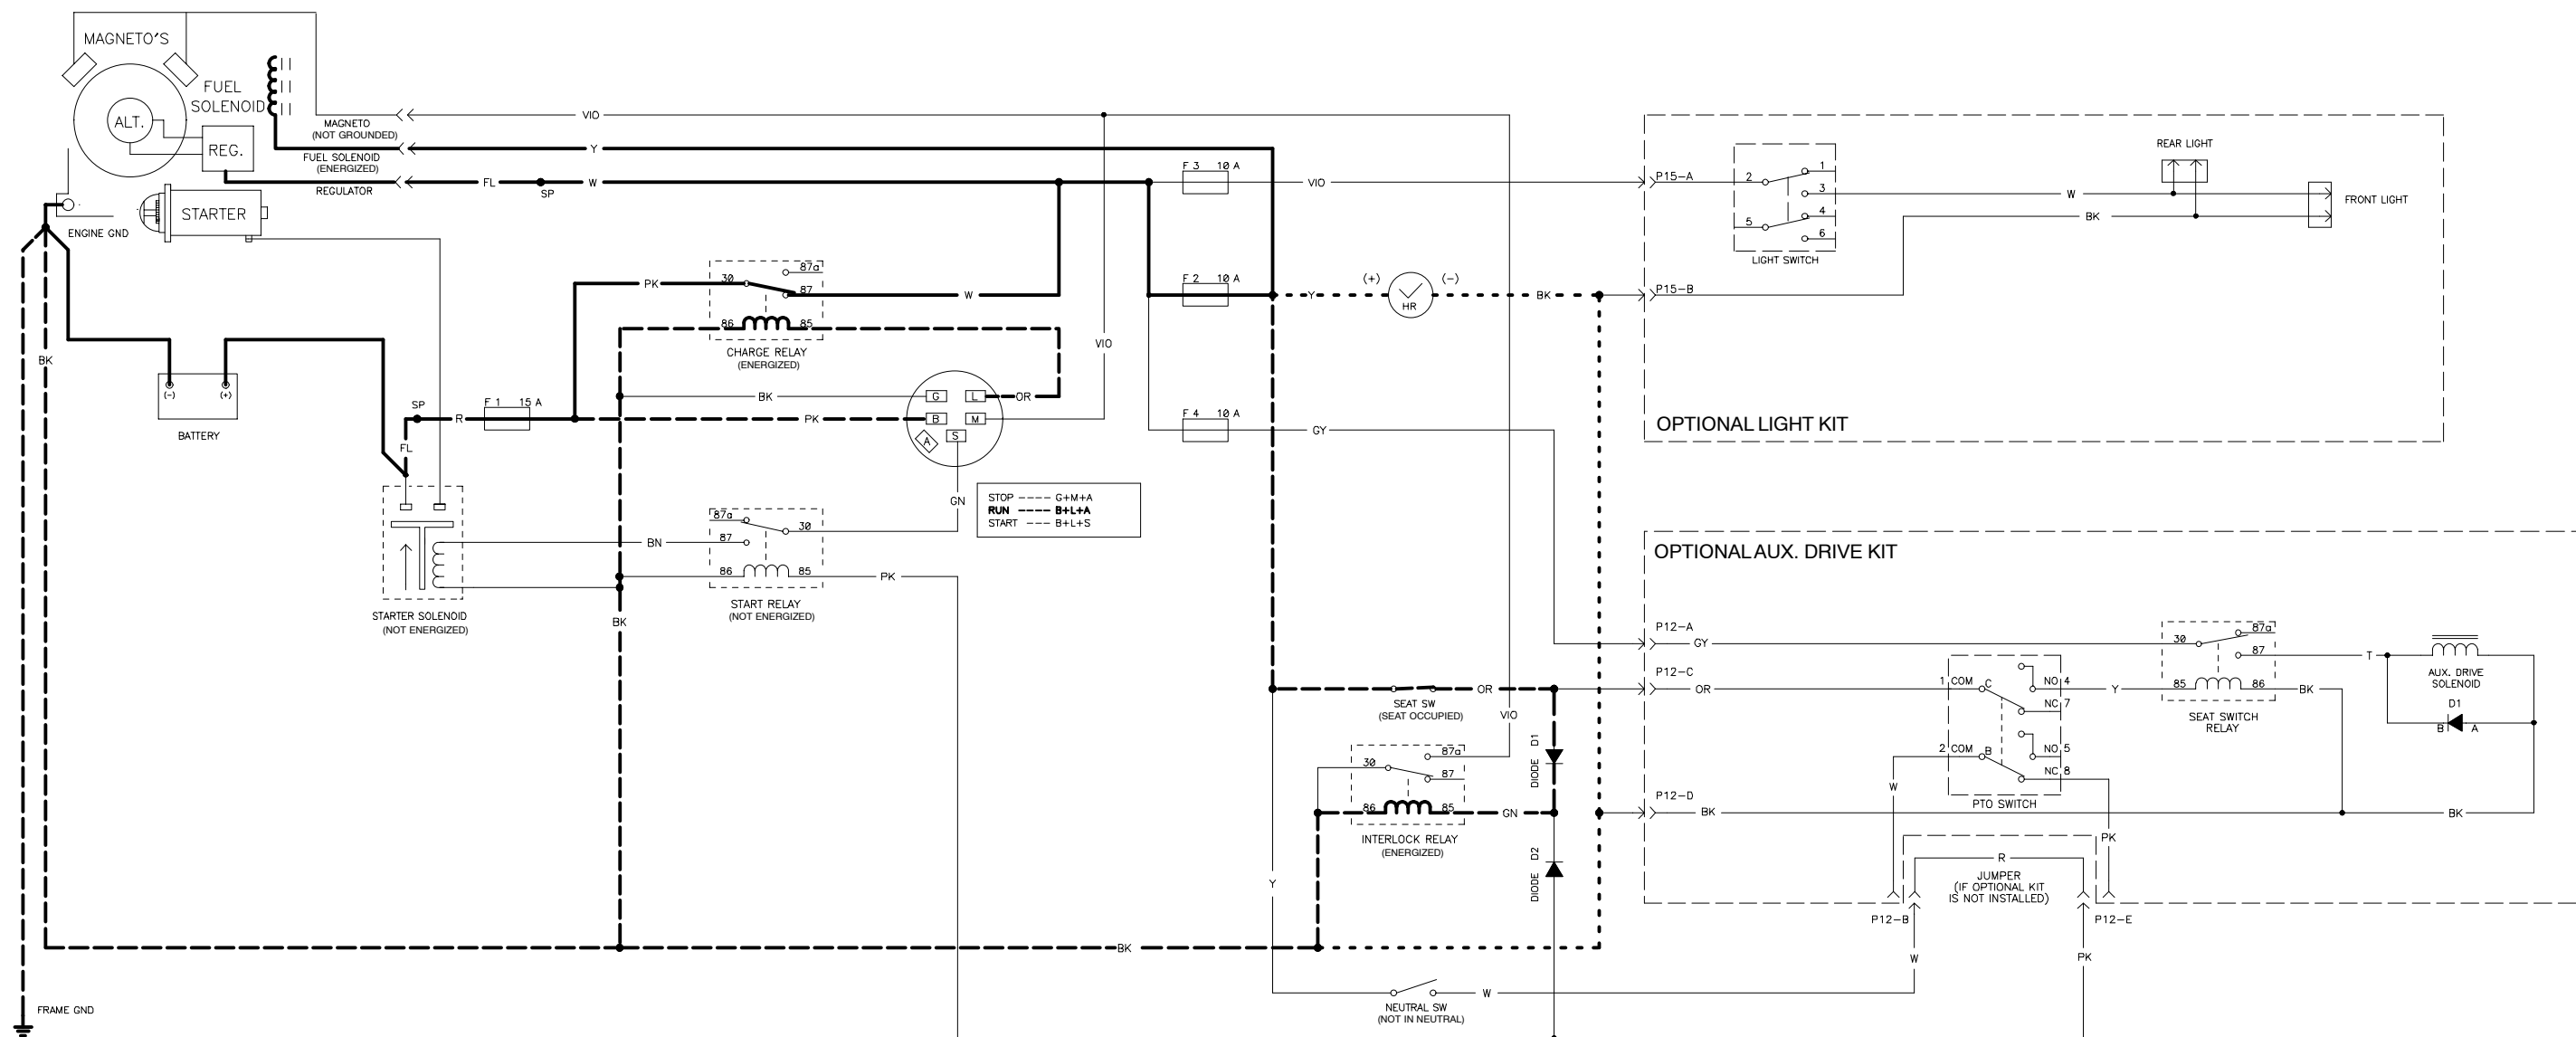 MAGNETO'S
FUEL
SOLENOID
ALT.
REG.
MAGNETO
(NOT GROUNDED)
VIO
FUEL SOLENOID
(ENERGIZED)
Y
REGULATOR
FL
SP
W
STARTER
ENGINE GND
F 3 10 A
VIO
P15-A
2
1
3
5
4
6
LIGHT SWITCH
W
BK
REAR LIGHT
FRONT LIGHT
PK
30
87a
87
W
86
85
CHARGE RELAY
(ENERGIZED)
VIO
F 2 10 A
Y
(+)
HR
(-)
BK
P15-B
OPTIONAL LIGHT KIT
BK
(-)
(+)
BATTERY
SP
R
F 1 15 A
FL
BK
PK
G
L
OR
B
M
A
S
GN
F 4 10 A
GY
STOP ---- G+M+A
RUN ---- B+L+A
START --- B+L+S
87a
30
87
BN
86
85
PK
START RELAY
(NOT ENERGIZED)
STARTER SOLENOID
(NOT ENERGIZED)
BK
OPTIONAL AUX. DRIVE KIT
P12-A
GY
P12-C
OR
SEAT SW
(SEAT OCCUPIED)
OR
VIO
30
87a
87
86
85
GN
INTERLOCK RELAY
(ENERGIZED)
DIODE D1
DIODE D2
P12-D
BK
1 COM C
NO 4
NC 7
2 COM B
NO 5
NC 8
PTO SWITCH
Y
30
87a
87
85
86
BK
SEAT SWITCH
RELAY
T
AUX. DRIVE
SOLENOID
D1
B
A
BK
W
PK
R
JUMPER
(IF OPTIONAL KIT
IS NOT INSTALLED)
P12-B
P12-E
Y
BK
W
PK
NEUTRAL SW
(NOT IN NEUTRAL)
W
FRAME GND